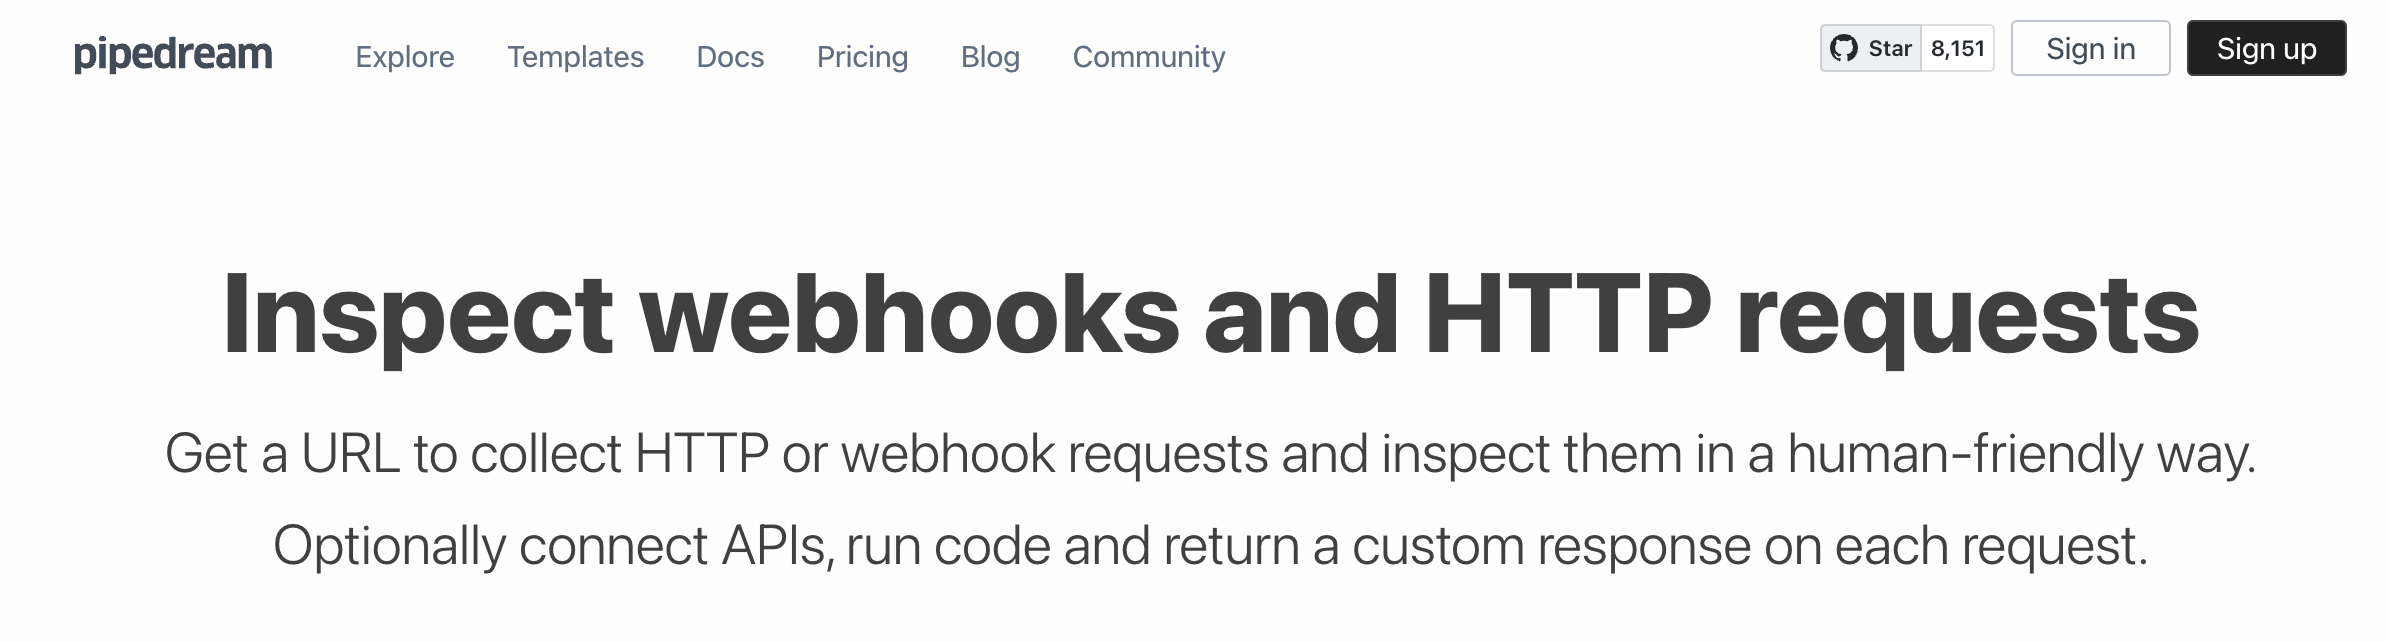 pipedream Explore Templates Docs Pricing Blog Community Star 8,151 Sign in Sign up
Inspect webhooks and HTTP requests
Get a URL to collect HTTP or webhook requests and inspect them in a human-friendly way.
Optionally connect APIs, run code and return a custom response on each request.